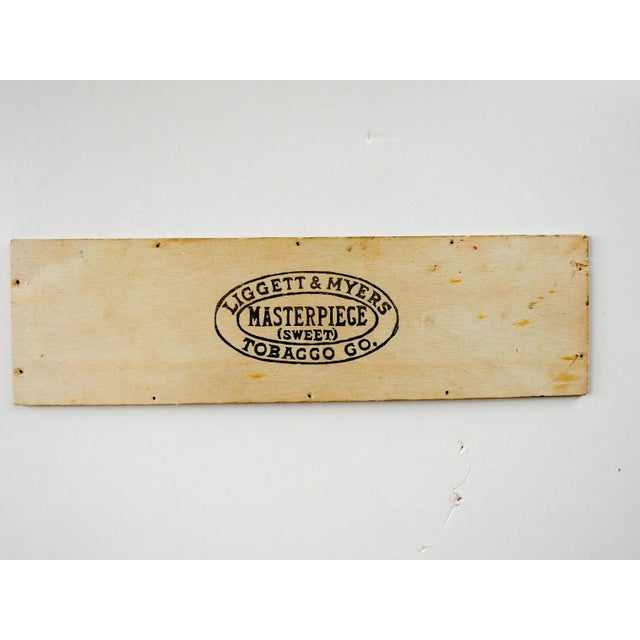 LIGGETT & MYERS
MASTERPIECE
(SWEET)
TOBACCO CO.